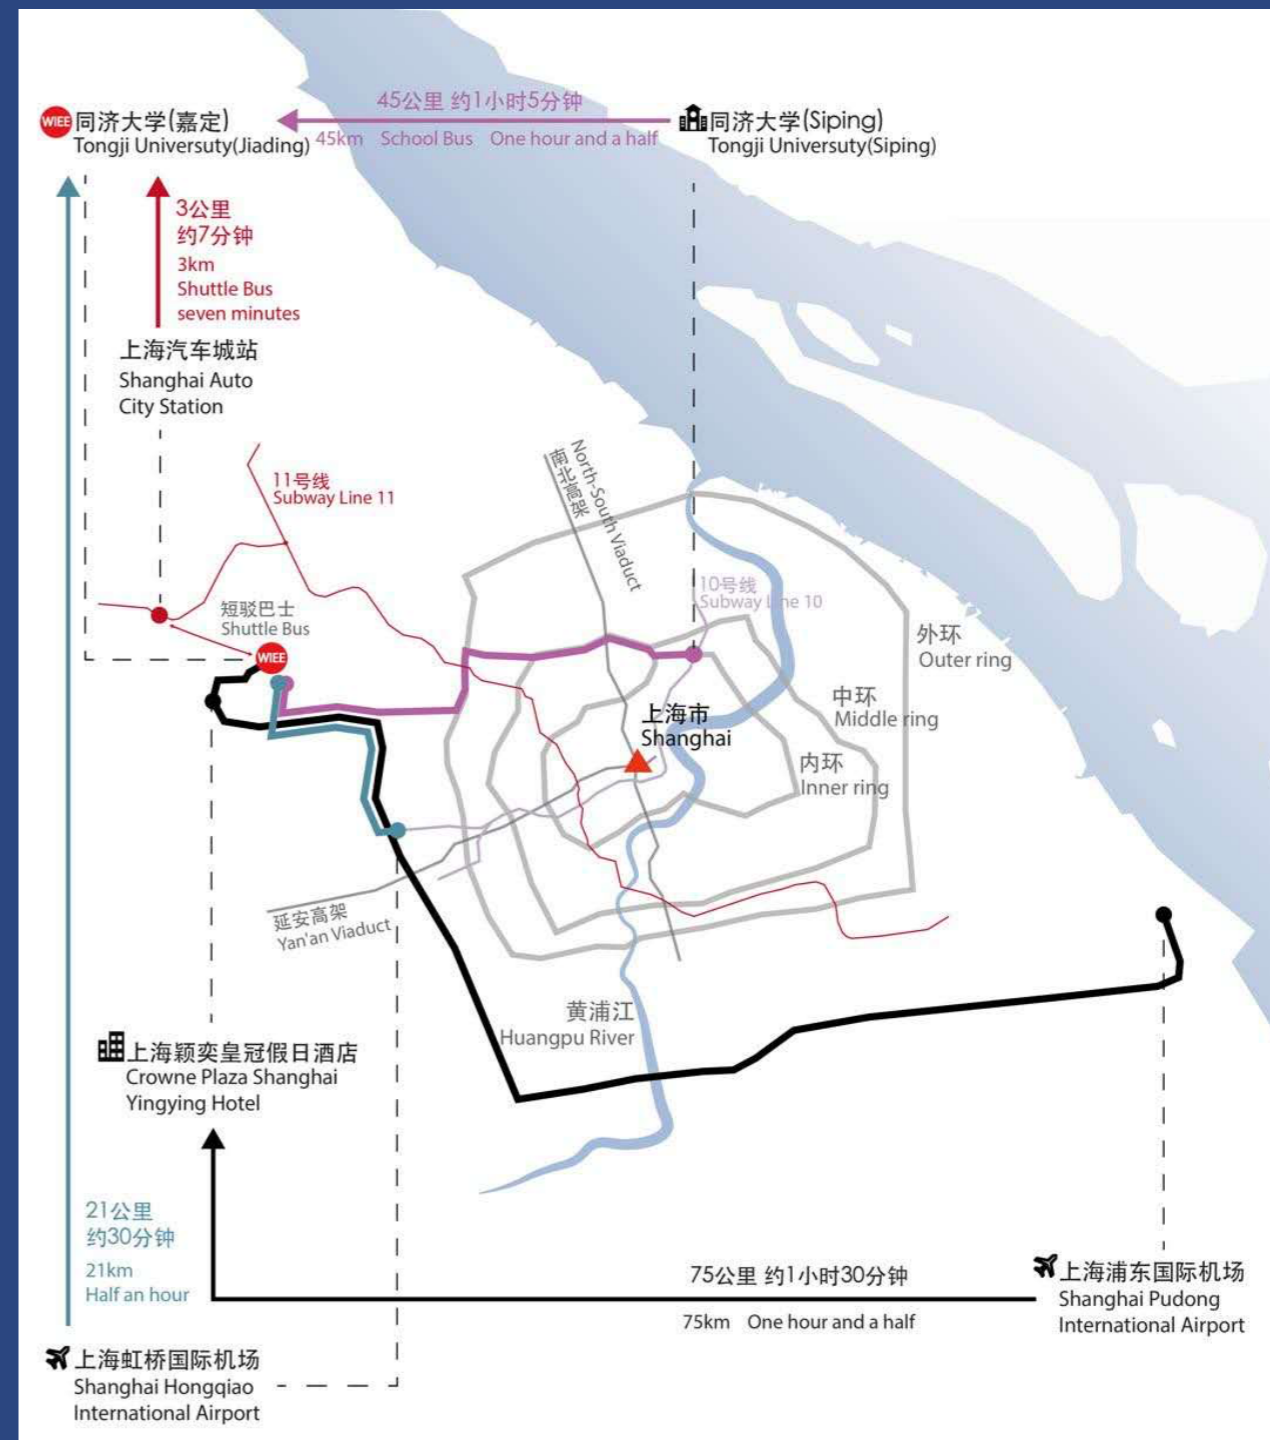 45公里 约1小时5分钟
45km School Bus One hour and a half
WIEE 同济大学(嘉定)
Tongji Universuty(Jiading)
同济大学(Siping)
Tongji Universuty(Siping)
3公里
约7分钟
3km
Shuttle Bus
seven minutes
上海汽车城站
Shanghai Auto
City Station
11号线
Subway Line 11
南北高架
North-South Viaduct
10号线
Subway Line 10
短驳巴士
Shuttle Bus
WIEE
外环
Outer ring
中环
Middle ring
上海市
Shanghai
内环
Inner ring
延安高架
Yan'an Viaduct
黄浦江
Huangpu River
上海颖奕皇冠假日酒店
Crowne Plaza Shanghai
Yingying Hotel
21公里
约30分钟
21km
Half an hour
75公里 约1小时30分钟
75km One hour and a half
上海浦东国际机场
Shanghai Pudong
International Airport
上海虹桥国际机场
Shanghai Hongqiao
International Airport